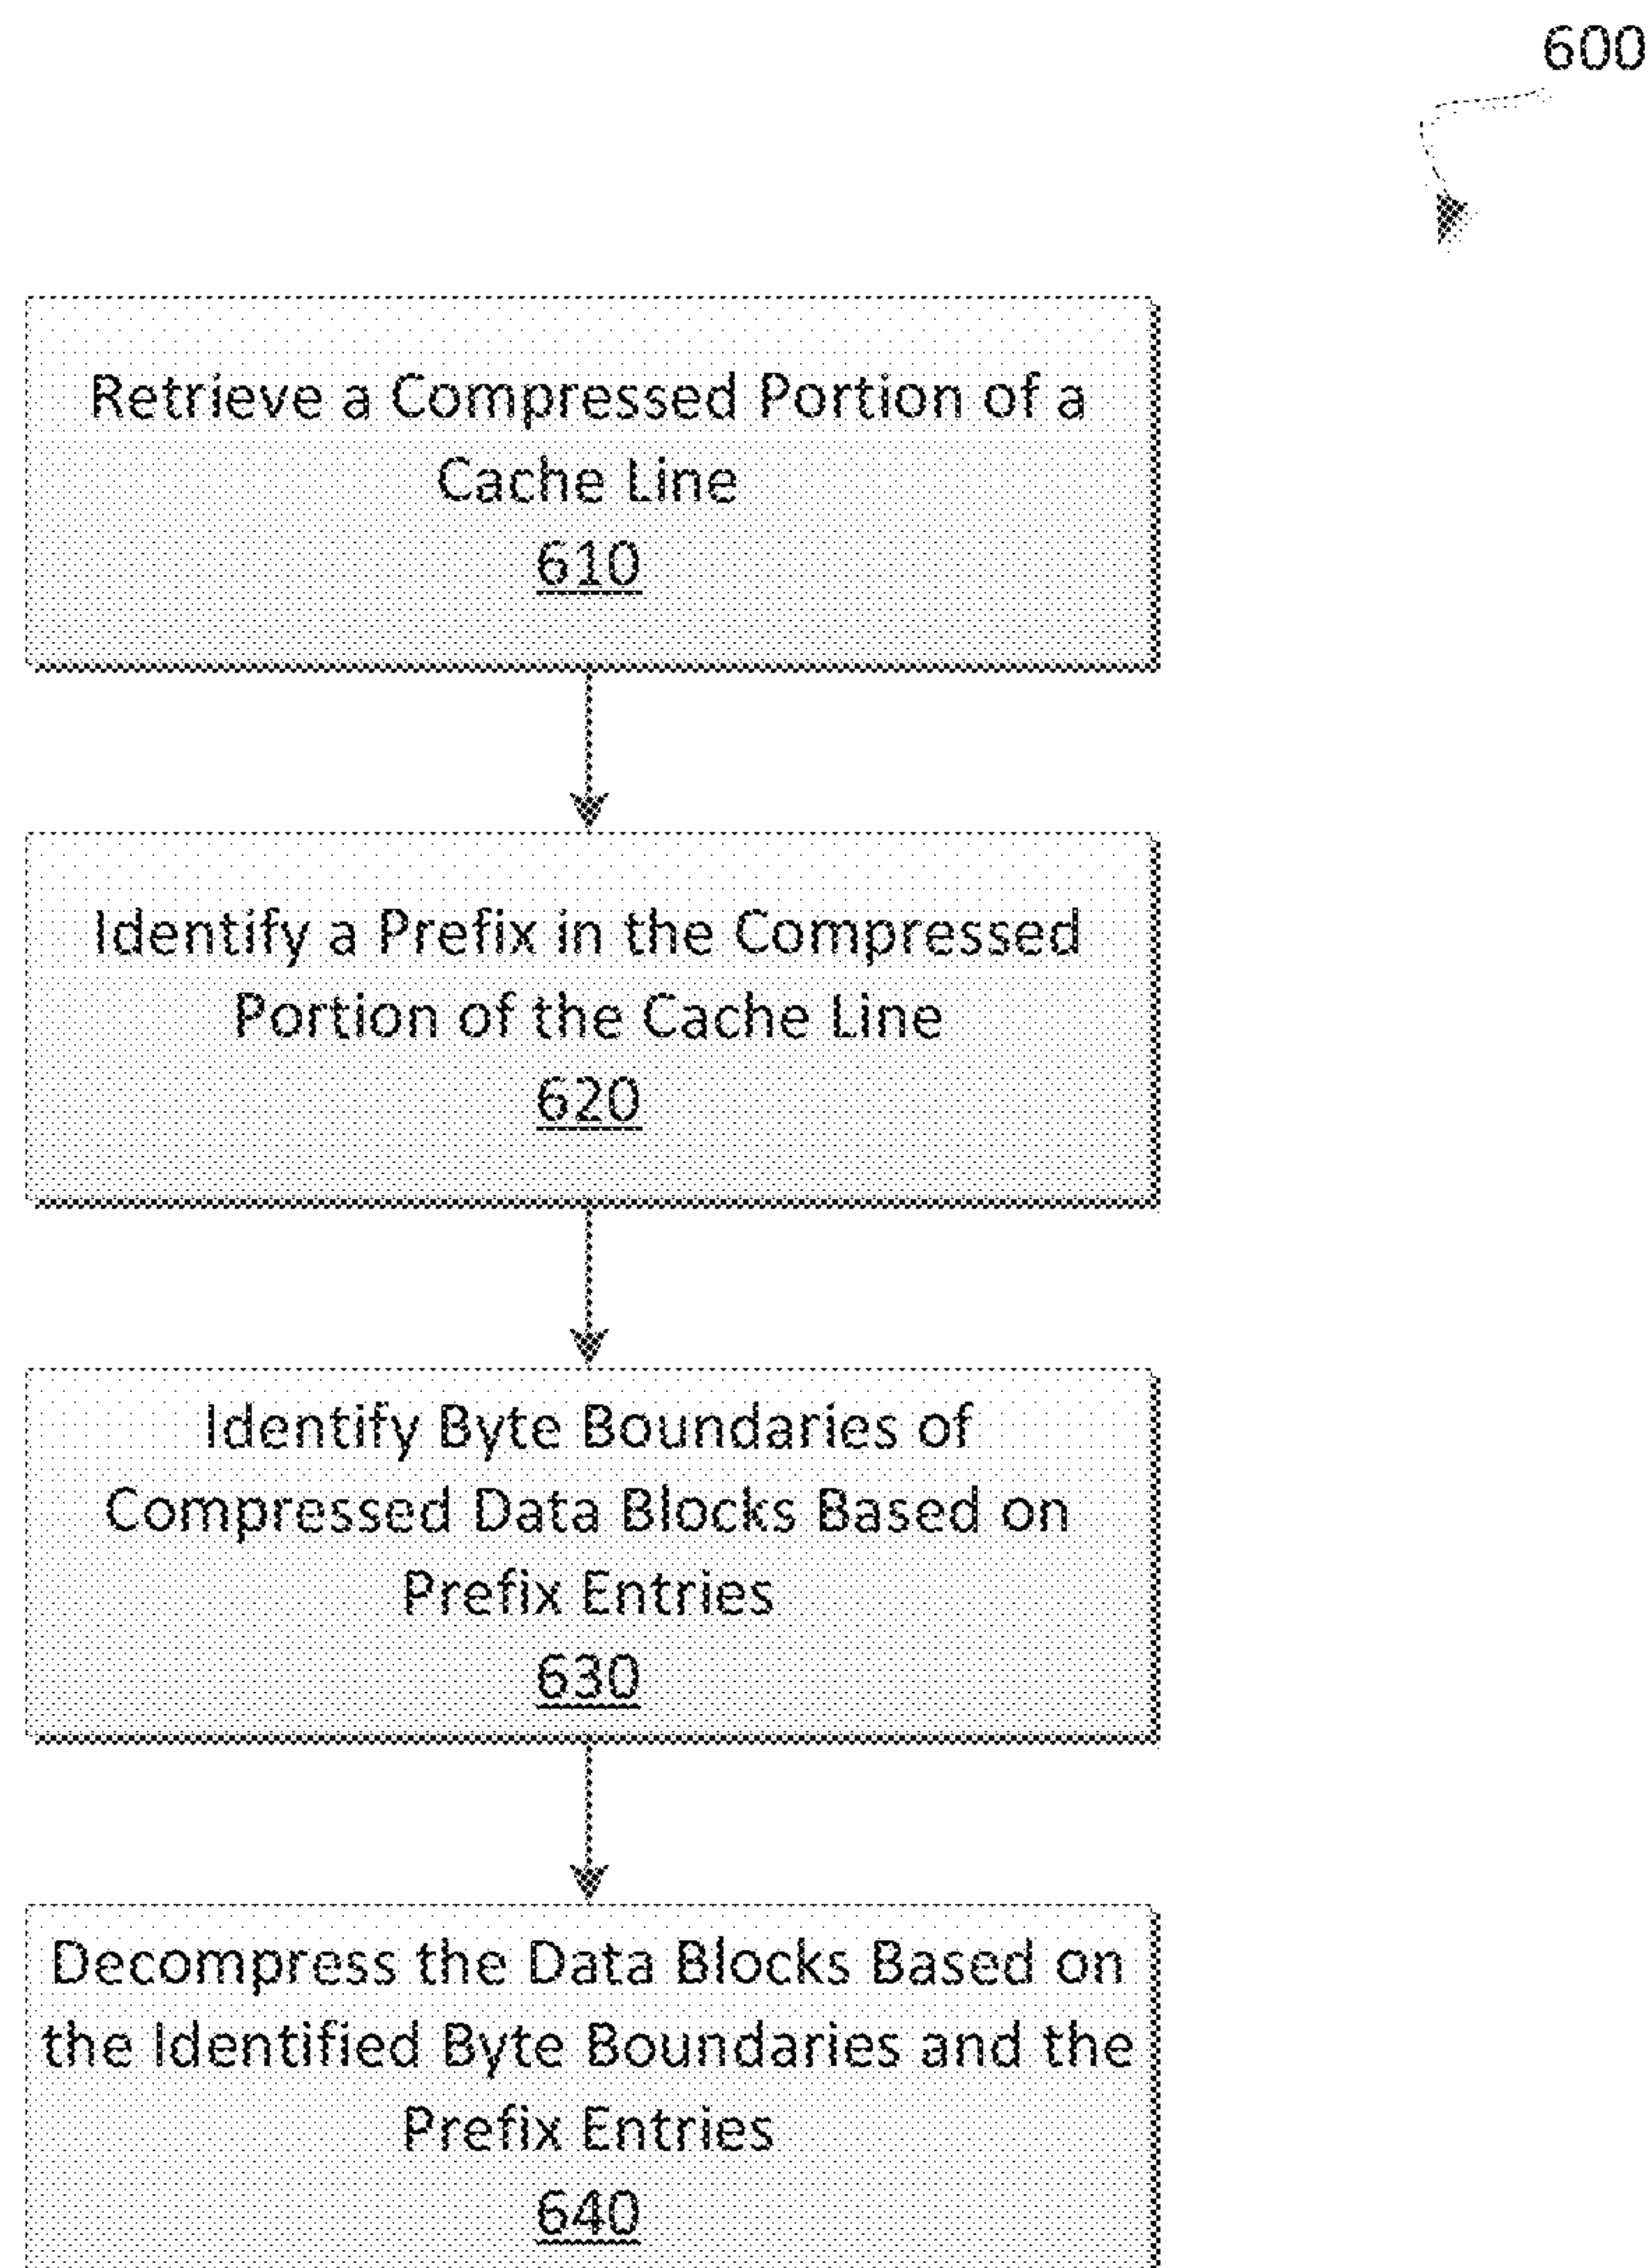 600
Retrieve a Compressed Portion of a
Cache Line
610
Identify a Prefix in the Compressed
Portion of the Cache Line
620
Identify Byte Boundaries of
Compressed Data Blocks Based on
Prefix Entries
630
Decompress the Data Blocks Based on
the Identified Byte Boundaries and the
Prefix Entries
640